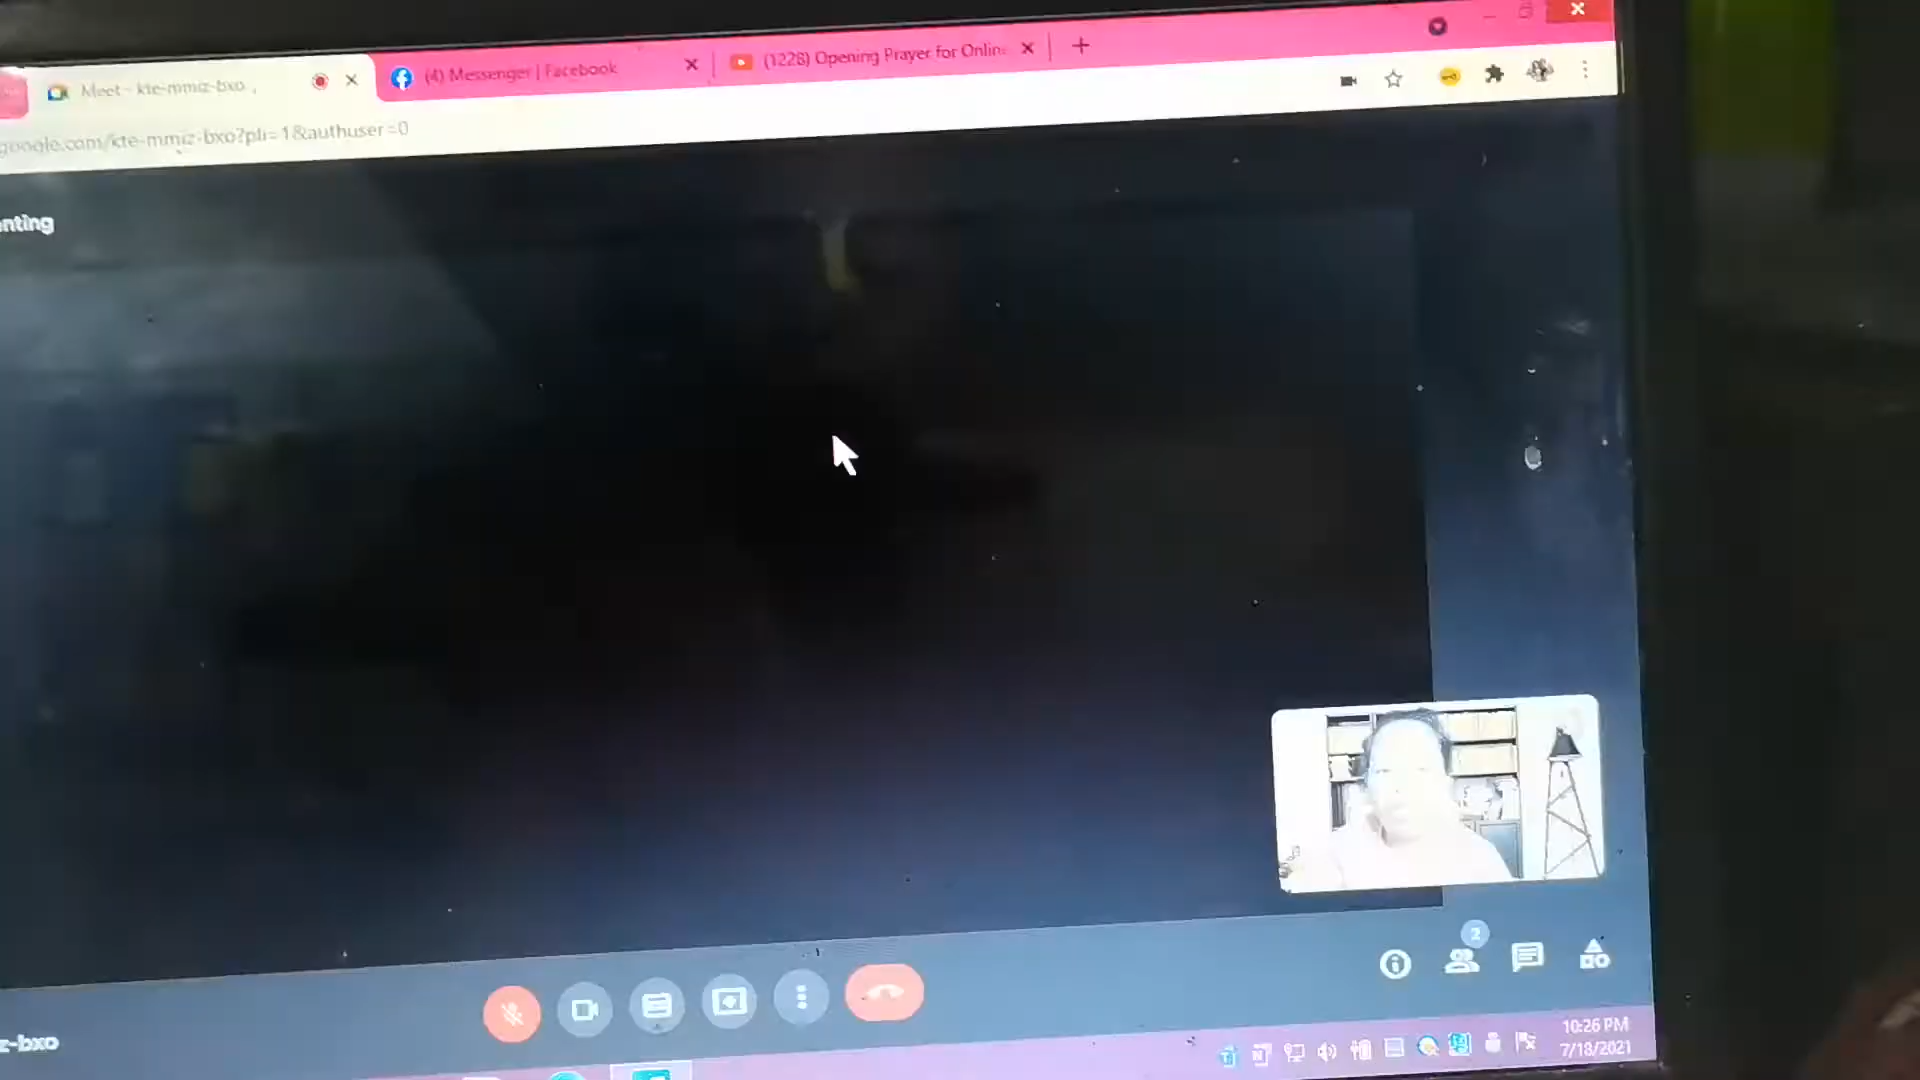 Meet - kte-mmiz-bxo
(4) Messenger | Facebook
(1228) Opening Prayer for Onlin
google.com/kte-mmiz-bxo?pli=1&authuser=0
nting
2
z-bxo
10:26 PM
7/18/2021